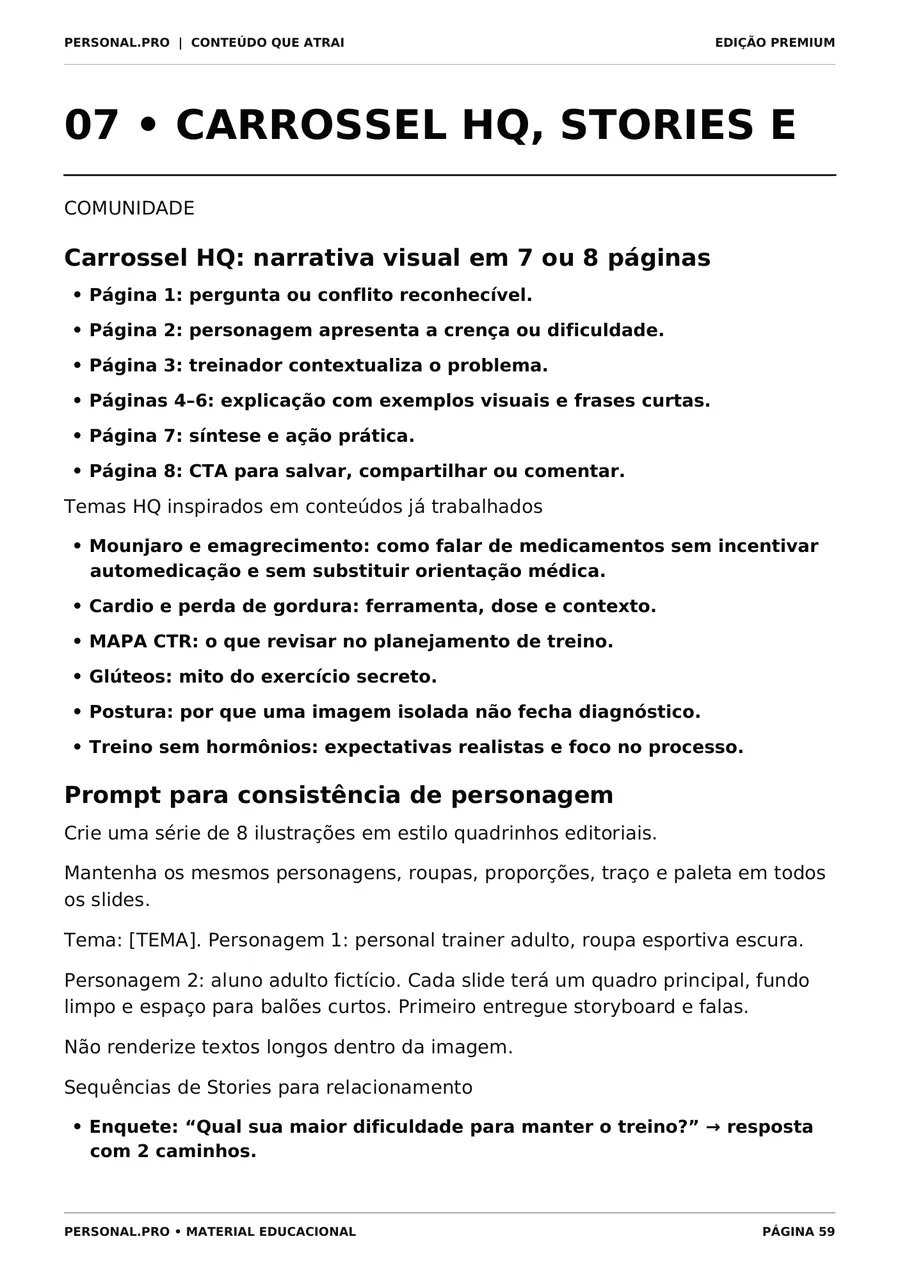 PERSONAL.PRO | CONTEÚDO QUE ATRAI
EDIÇÃO PREMIUM
07 • CARROSSEL HQ, STORIES E
COMUNIDADE
Carrossel HQ: narrativa visual em 7 ou 8 páginas
• Página 1: pergunta ou conflito reconhecível.
• Página 2: personagem apresenta a crença ou dificuldade.
• Página 3: treinador contextualiza o problema.
• Páginas 4–6: explicação com exemplos visuais e frases curtas.
• Página 7: síntese e ação prática.
• Página 8: CTA para salvar, compartilhar ou comentar.
Temas HQ inspirados em conteúdos já trabalhados
• Mounjaro e emagrecimento: como falar de medicamentos sem incentivar
automedicação e sem substituir orientação médica.
• Cardio e perda de gordura: ferramenta, dose e contexto.
• MAPA CTR: o que revisar no planejamento de treino.
• Glúteos: mito do exercício secreto.
• Postura: por que uma imagem isolada não fecha diagnóstico.
• Treino sem hormônios: expectativas realistas e foco no processo.
Prompt para consistência de personagem
Crie uma série de 8 ilustrações em estilo quadrinhos editoriais.
Mantenha os mesmos personagens, roupas, proporções, traço e paleta em todos
os slides.
Tema: [TEMA]. Personagem 1: personal trainer adulto, roupa esportiva escura.
Personagem 2: aluno adulto fictício. Cada slide terá um quadro principal, fundo
limpo e espaço para balões curtos. Primeiro entregue storyboard e falas.
Não renderize textos longos dentro da imagem.
Sequências de Stories para relacionamento
• Enquete: “Qual sua maior dificuldade para manter o treino?” → resposta
com 2 caminhos.
PERSONAL.PRO • MATERIAL EDUCACIONAL
PÁGINA 59